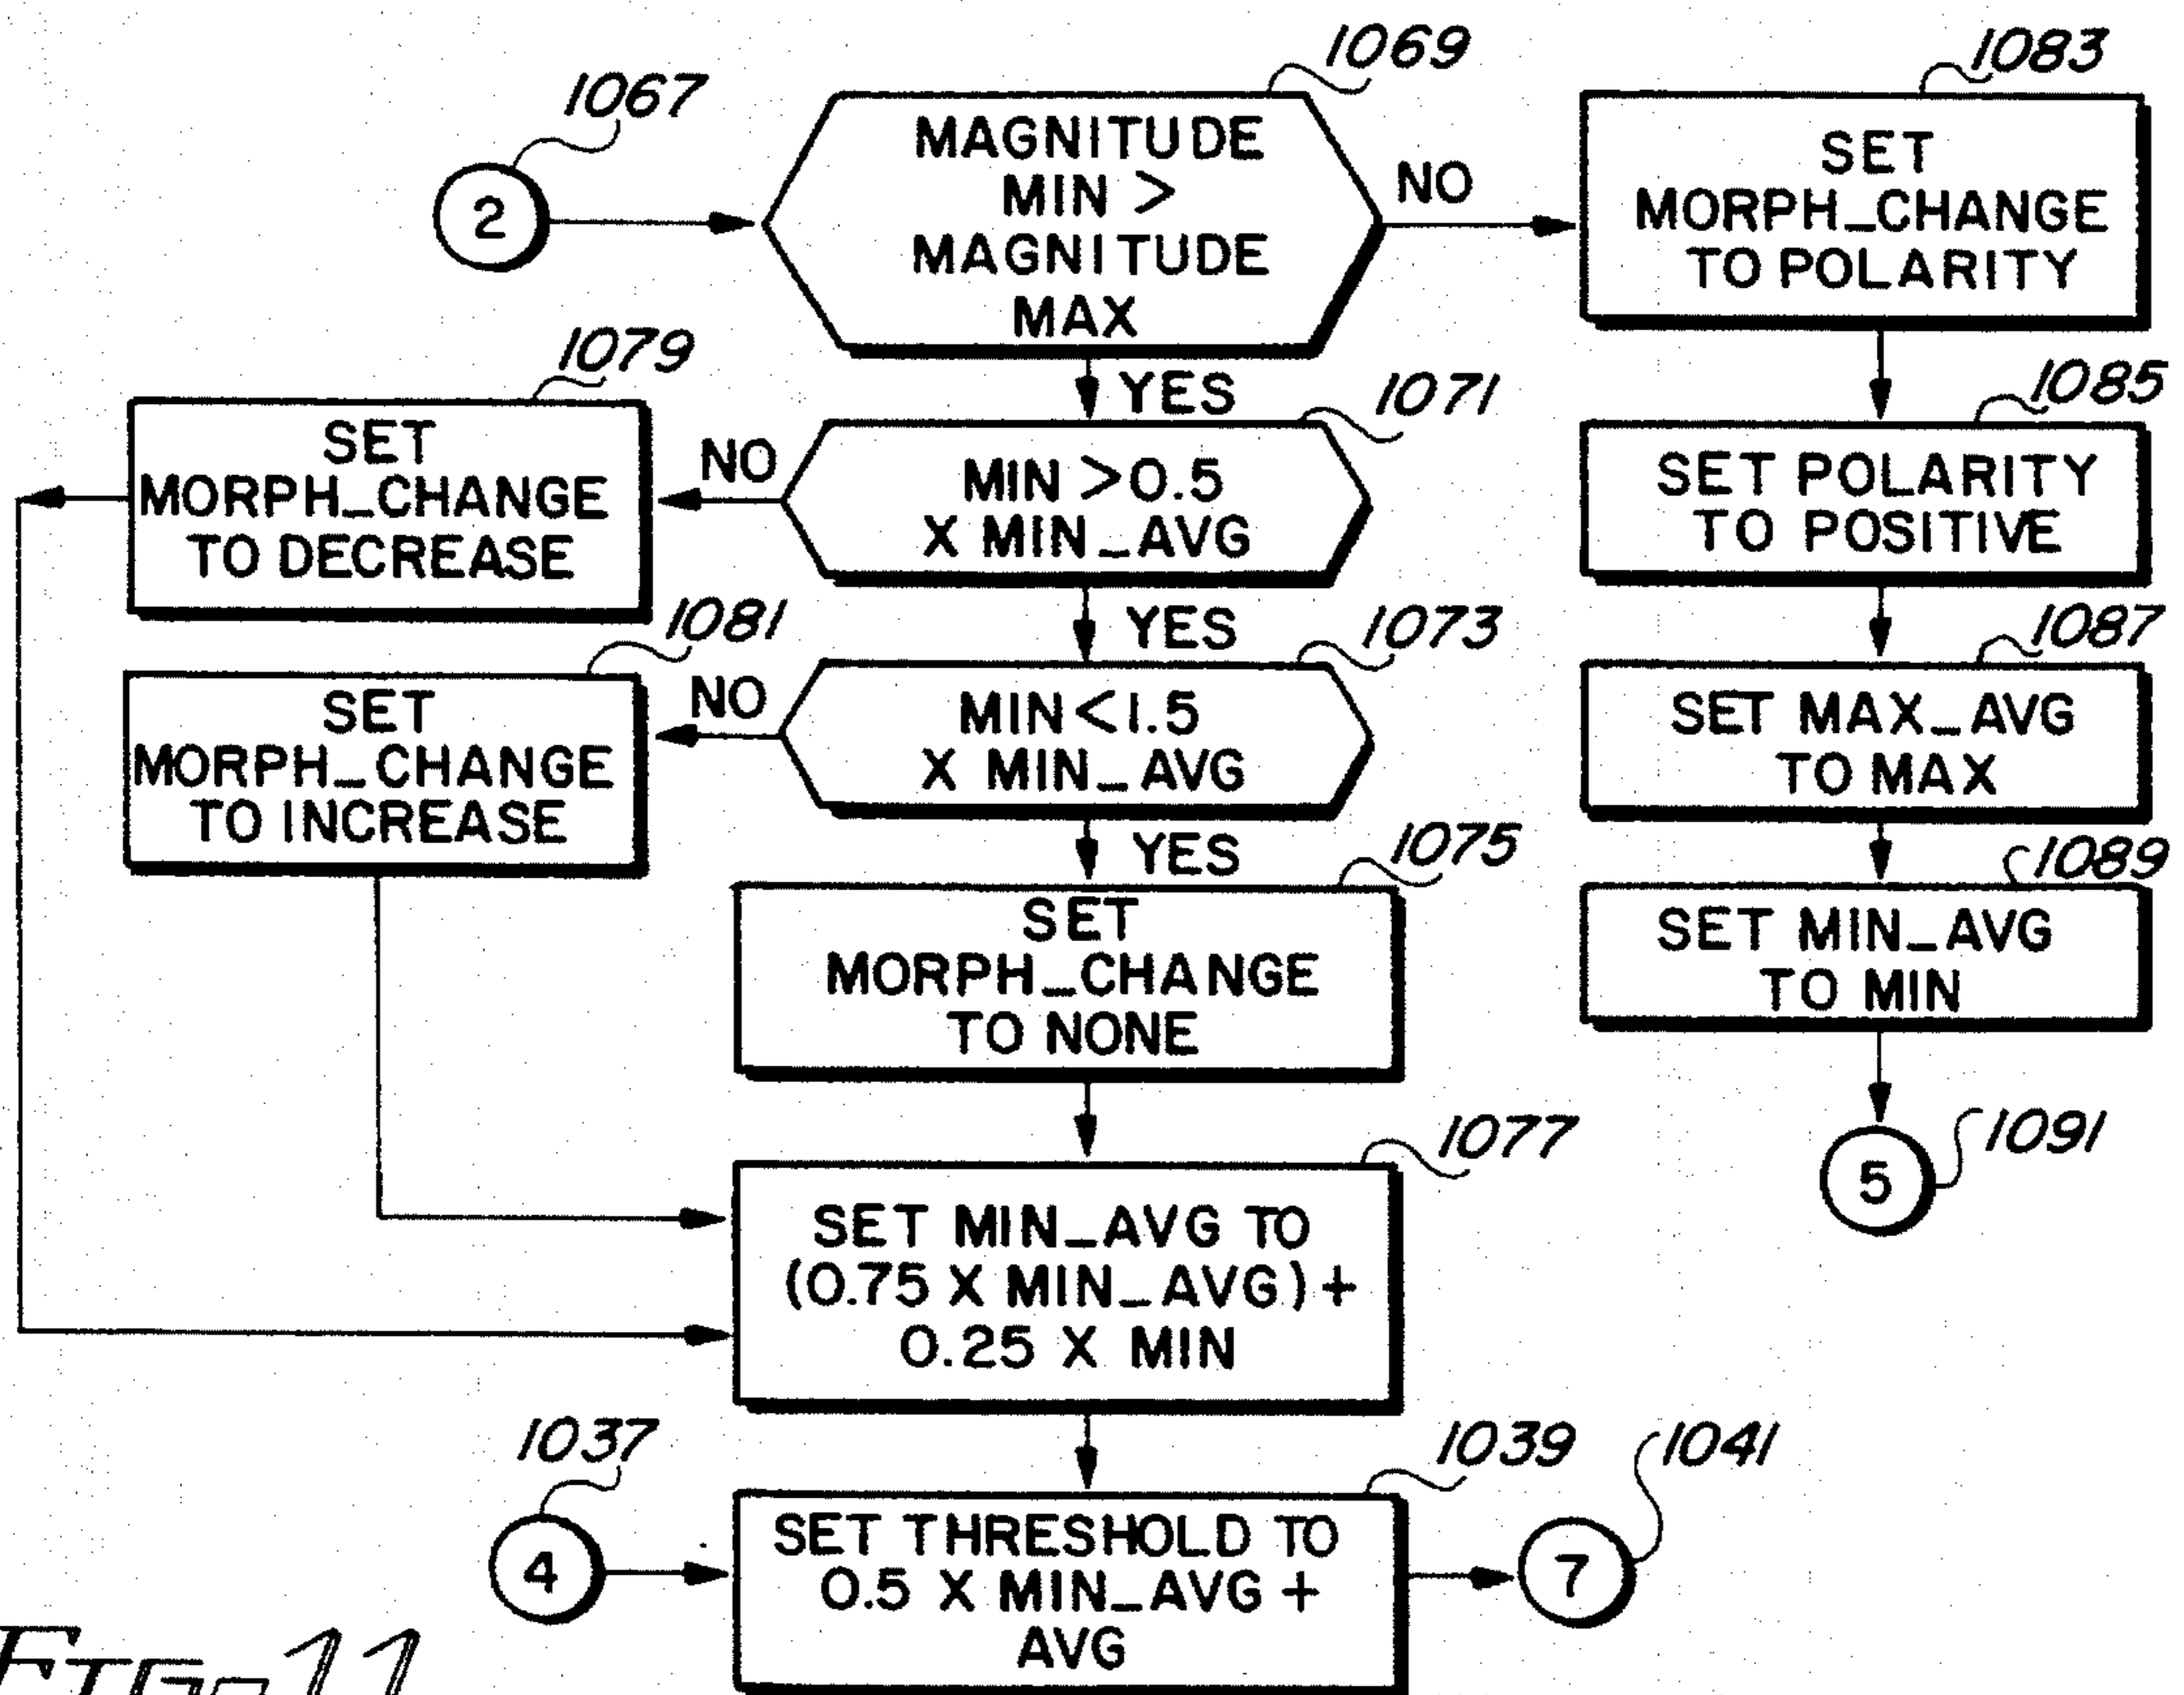 1067
2
1069
MAGNITUDE
MIN >
MAGNITUDE
MAX
NO
YES
1083
SET
MORPH_CHANGE
TO POLARITY
1079
SET
MORPH_CHANGE
TO DECREASE
NO
1071
MIN >0.5
X MIN_AVG
YES
1085
SET POLARITY
TO POSITIVE
1081
SET
MORPH_CHANGE
TO INCREASE
NO
1073
MIN<1.5
X MIN_AVG
YES
1087
SET MAX_AVG
TO MAX
1075
SET
MORPH_CHANGE
TO NONE
1089
SET MIN_AVG
TO MIN
1091
5
1077
SET MIN_AVG TO
(0.75 X MIN_AVG) +
0.25 X MIN
1037
4
1039
SET THRESHOLD TO
0.5 X MIN_AVG +
AVG
1041
7
FIG-11